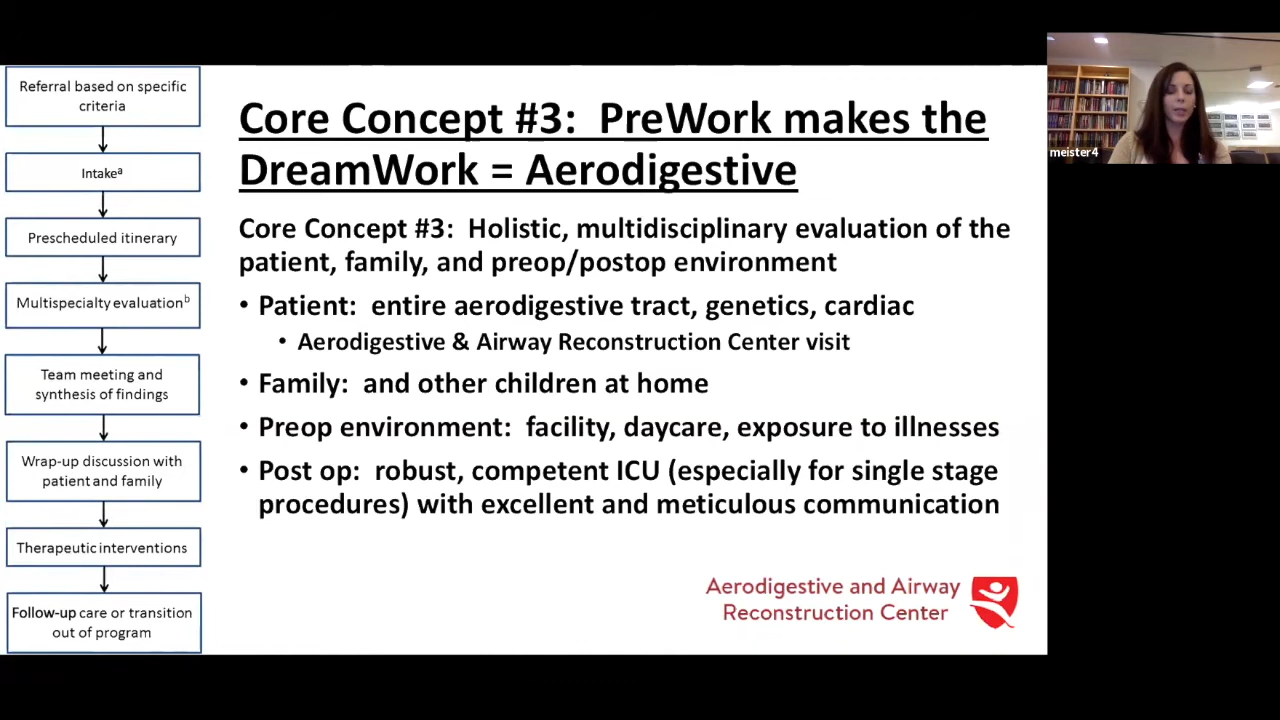 Referral based on specific
criteria
Intakeᵃ
Prescheduled itinerary
Multispecialty evaluationᵇ
Team meeting and
synthesis of findings
Wrap-up discussion with
patient and family
Therapeutic interventions
Follow-up care or transition
out of program
Core Concept #3: PreWork makes the
DreamWork = Aerodigestive
Core Concept #3: Holistic, multidisciplinary evaluation of the
patient, family, and preop/postop environment
• Patient: entire aerodigestive tract, genetics, cardiac
• Aerodigestive & Airway Reconstruction Center visit
• Family: and other children at home
• Preop environment: facility, daycare, exposure to illnesses
• Post op: robust, competent ICU (especially for single stage
procedures) with excellent and meticulous communication
Aerodigestive and Airway
Reconstruction Center
meister4